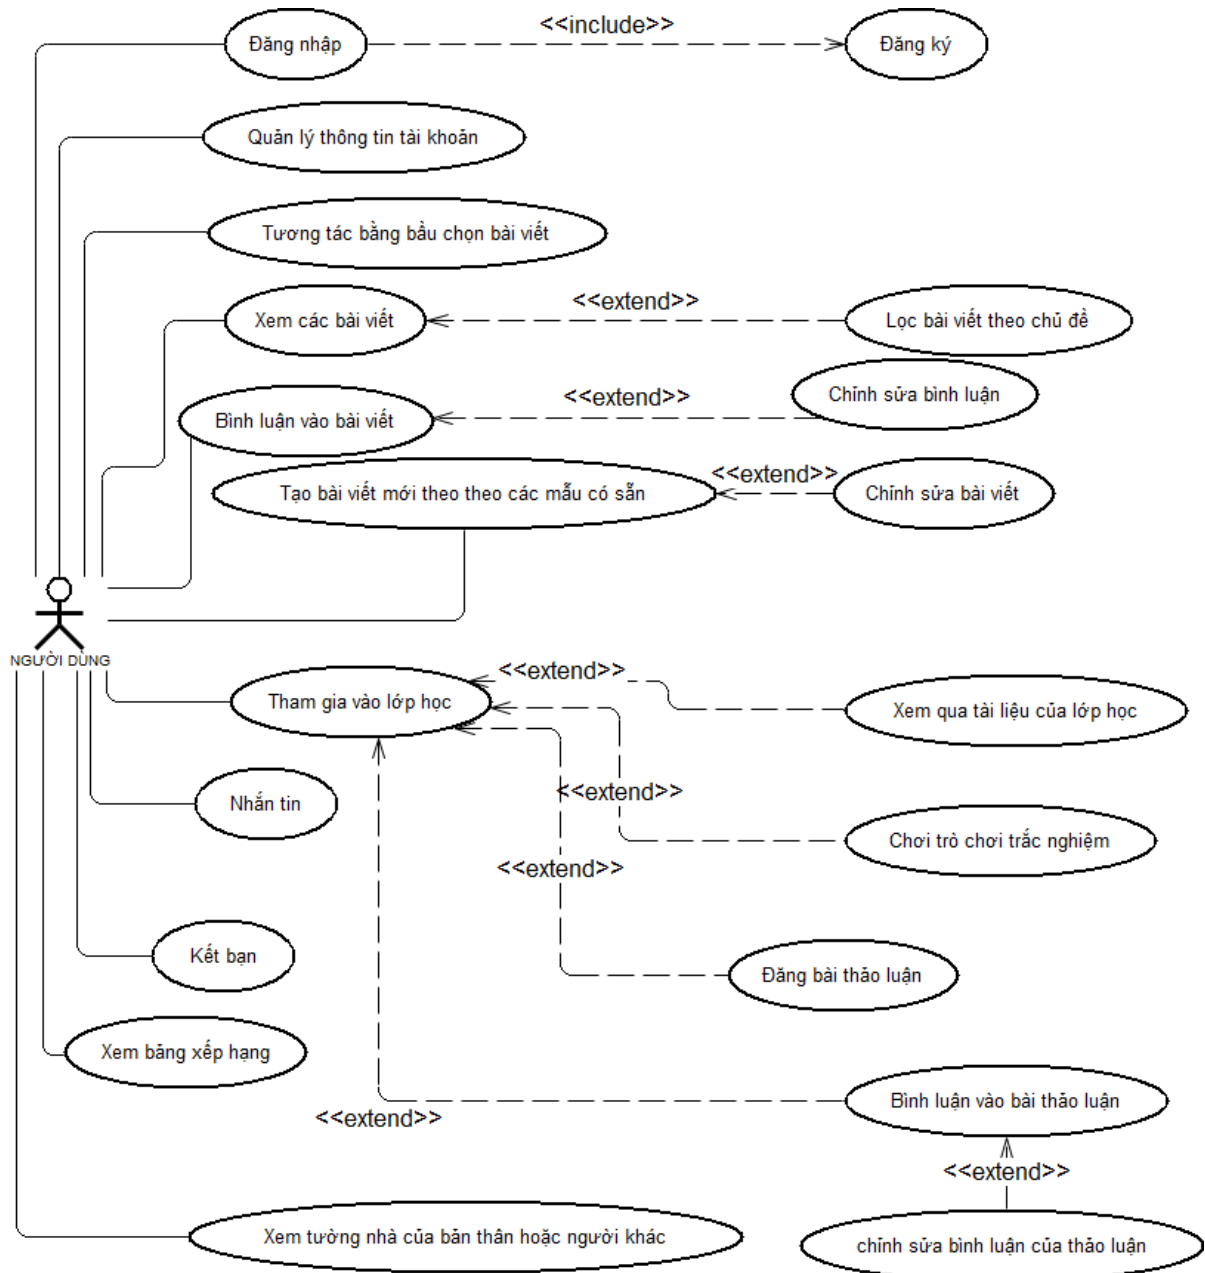 <<include>>
Đăng nhập
Đăng ký
Quản lý thông tin tài khoản
Tương tác bằng bầu chọn bài viết
<<extend>>
Xem các bài viết
Lọc bài viết theo chủ đề
<<extend>>
Chỉnh sửa bình luận
Bình luận vào bài viết
<<extend>>
Tạo bài viết mới theo theo các mẫu có sẵn
Chỉnh sửa bài viết
NGƯỜI DÙNG
<<extend>>
Tham gia vào lớp học
Xem qua tài liệu của lớp học
<<extend>>
Nhắn tin
Chơi trò chơi trắc nghiệm
<<extend>>
Kết bạn
Đăng bài thảo luận
Xem bảng xếp hạng
Bình luận vào bài thảo luận
<<extend>>
<<extend>>
Xem tường nhà của bản thân hoặc người khác
chỉnh sửa bình luận của thảo luận